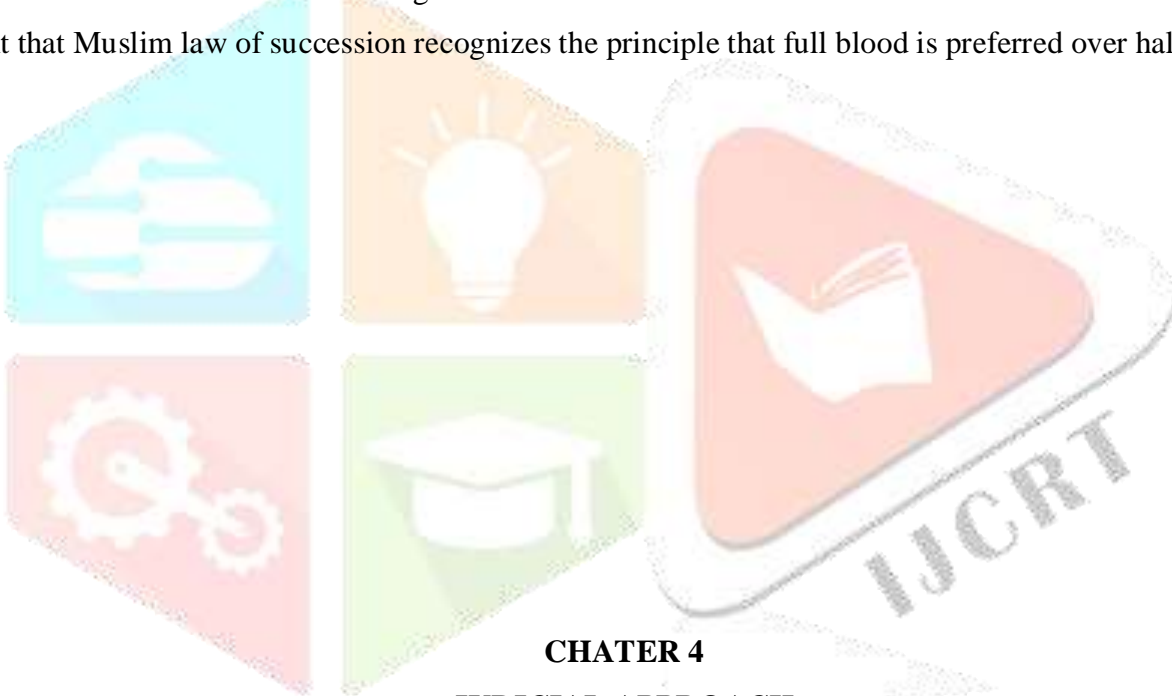 t that Muslim law of succession recognizes the principle that full blood is preferred over hal
IJCRT
CHATER 4